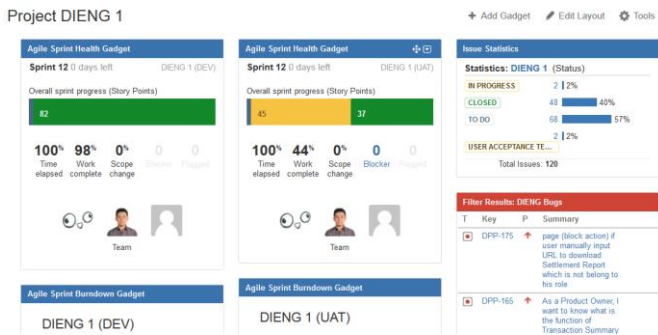 Project DIENG 1
Add Gadget Edit Layout Tools
Agile Sprint Health Gadget
Sprint 12 0 days left DIENG 1 (DEV)
Overall sprint progress (Story Points)
82
100% 98% 0% 0 0
Time elapsed
Work complete
Scope change
Blocker
Flagged
Team
Agile Sprint Burndown Gadget
DIENG 1 (DEV)
Agile Sprint Health Gadget
Sprint 12 0 days left DIENG 1 (UAT)
Overall sprint progress (Story Points)
45 37
100% 44% 0% 0 0
Time elapsed
Work complete
Scope change
Blocker
Flagged
Team
Agile Sprint Burndown Gadget
DIENG 1 (UAT)
Issue Statistics
Statistics: DIENG 1 (Status)
IN PROGRESS 2 2%
CLOSED 48 40%
TO DO 68 57%
2 2%
USER ACCEPTANCE TE...
Total Issues: 120
Filter Results: DIENG Bugs
T Key P Summary
DPP-175 page (block action) if
user manually input
URL to download
Settlement Report
which is not belong to
his role
DPP-165 As a Product Owner, I
want to know what is
the function of
Transaction Summary